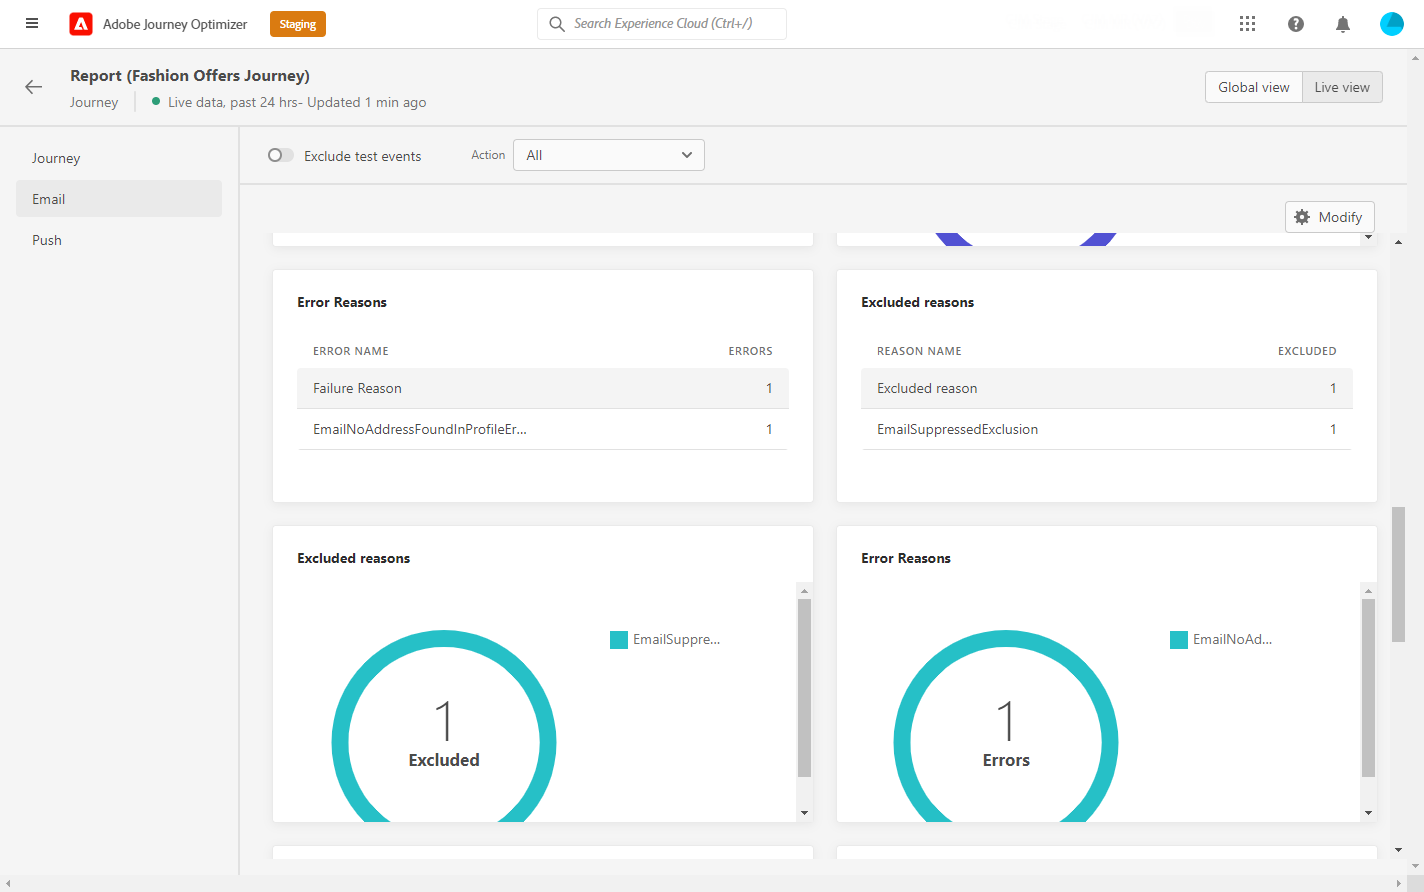 Adobe Journey Optimizer
Staging
Search Experience Cloud (Ctrl+/)
Report (Fashion Offers Journey)
Journey
Live data, past 24 hrs- Updated 1 min ago
Global view
Live view
Journey
Email
Push
Exclude test events
Action
All
Modify
Error Reasons
ERROR NAME ERRORS
Failure Reason 1
EmailNoAddressFoundInProfileEr... 1
Excluded reasons
REASON NAME EXCLUDED
Excluded reason 1
EmailSuppressedExclusion 1
Excluded reasons
EmailSuppre...
1
Excluded
Error Reasons
EmailNoAd...
1
Errors